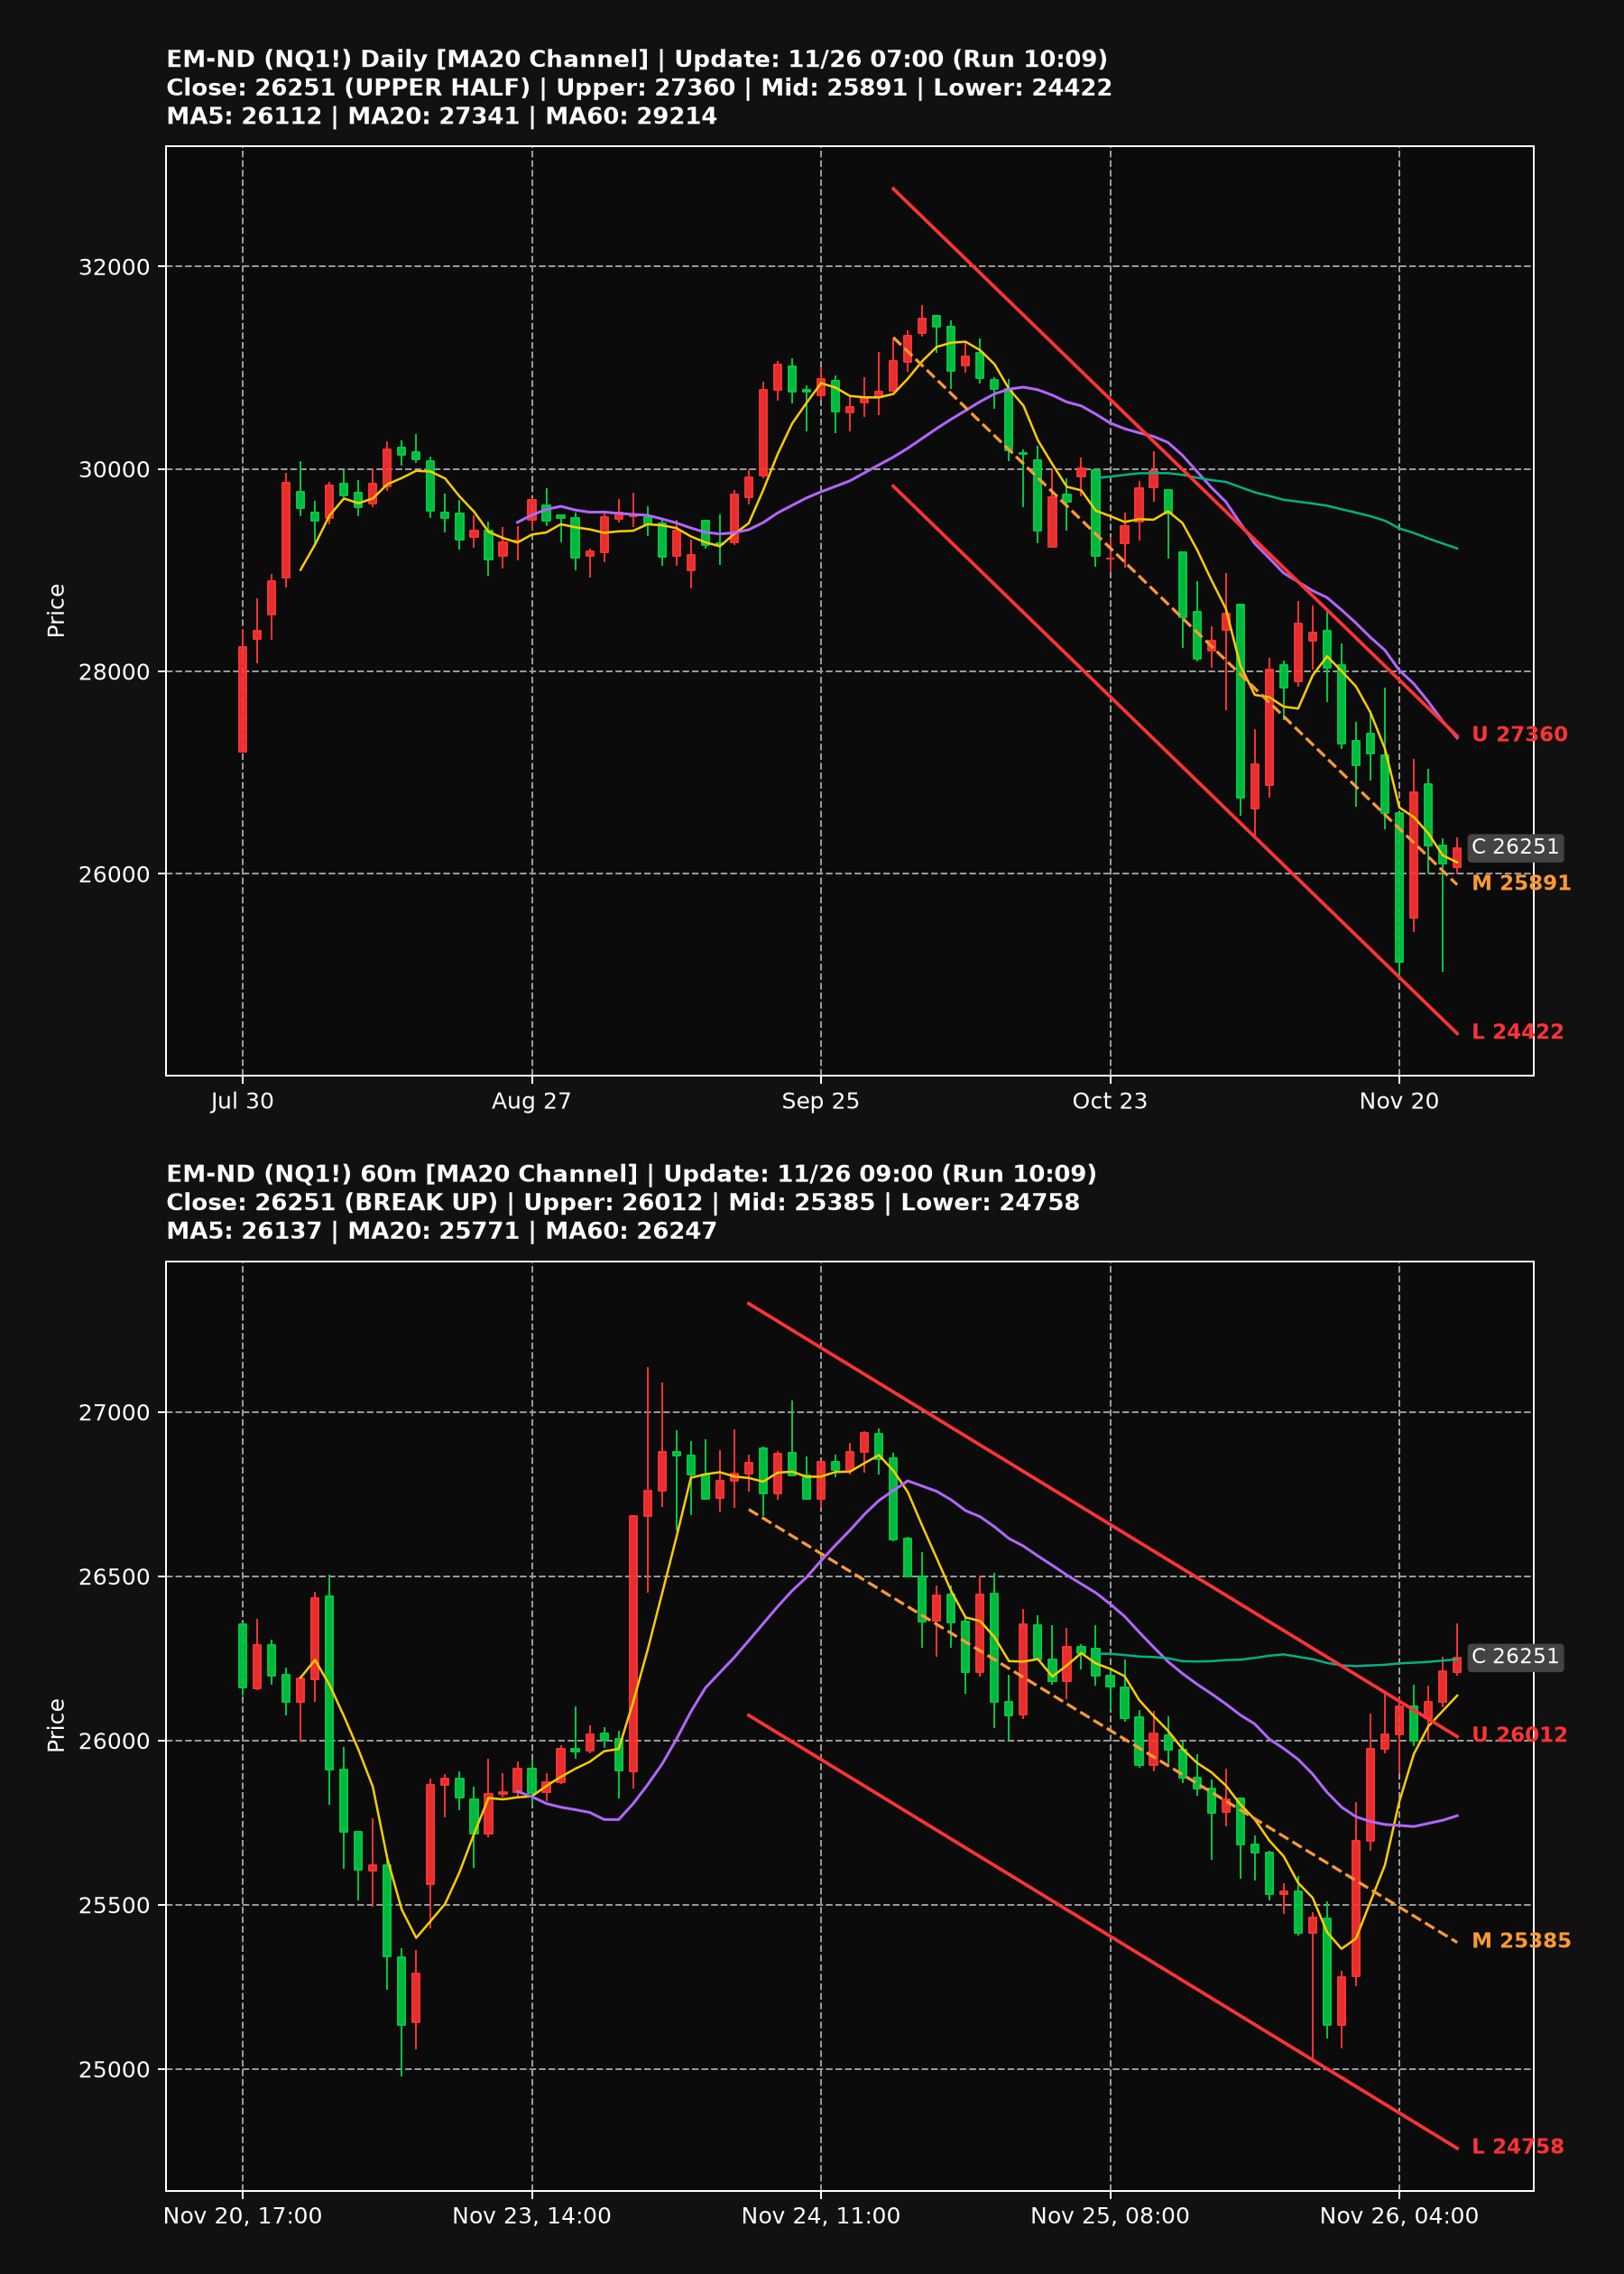 EM-ND (NQ1!) Daily [MA20 Channel] | Update: 11/26 07:00 (Run 10:09)
Close: 26251 (UPPER HALF) | Upper: 27360 | Mid: 25891 | Lower: 24422
MA5: 26112 | MA20: 27341 | MA60: 29214
Price
32000
30000
28000
26000
U 27360
C 26251
M 25891
L 24422
Jul 30
Aug 27
Sep 25
Oct 23
Nov 20
EM-ND (NQ1!) 60m [MA20 Channel] | Update: 11/26 09:00 (Run 10:09)
Close: 26251 (BREAK UP) | Upper: 26012 | Mid: 25385 | Lower: 24758
MA5: 26137 | MA20: 25771 | MA60: 26247
Price
27000
26500
26000
25500
25000
C 26251
U 26012
M 25385
L 24758
Nov 20, 17:00
Nov 23, 14:00
Nov 24, 11:00
Nov 25, 08:00
Nov 26, 04:00